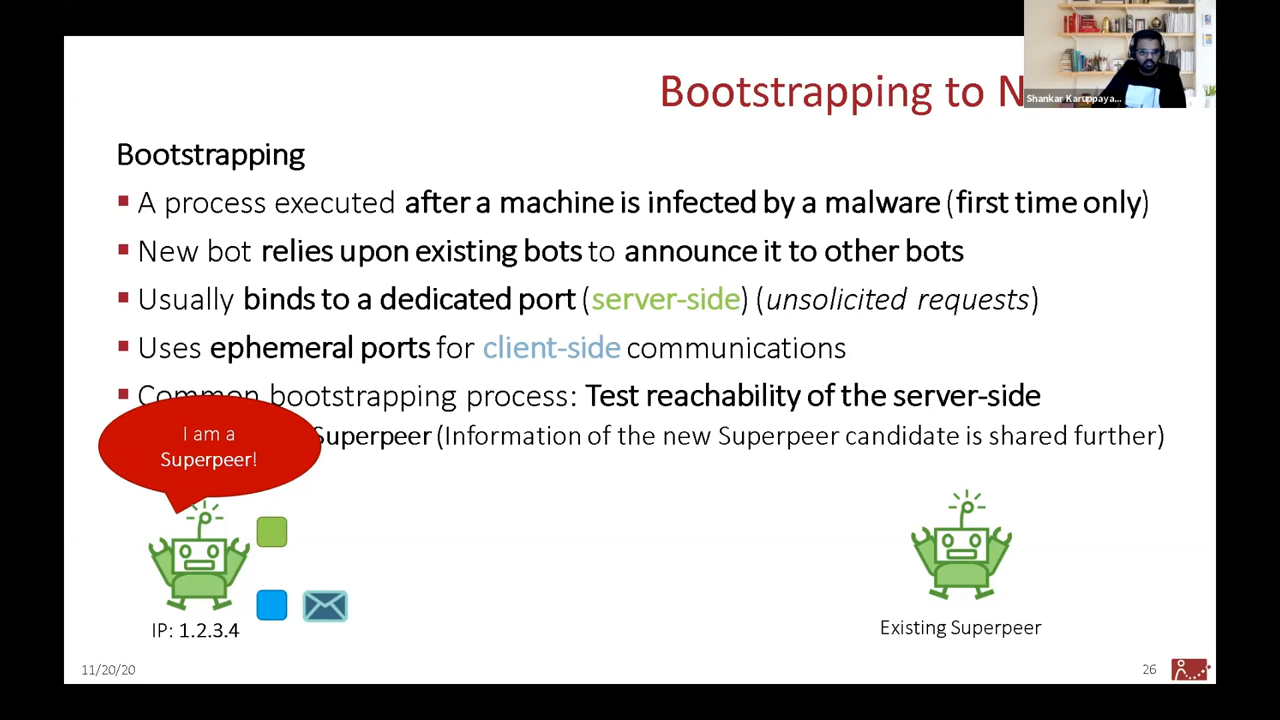 Bootstrapping to
Shankar Karuppaya...
Bootstrapping
A process executed after a machine is infected by a malware (first time only)
New bot relies upon existing bots to announce it to other bots
Usually binds to a dedicated port (server-side) (unsolicited requests)
Uses ephemeral ports for client-side communications
Common bootstrapping process: Test reachability of the server-side
Superpeer (Information of the new Superpeer candidate is shared further)
I am a
Superpeer!
IP: 1.2.3.4
Existing Superpeer
11/20/20
26